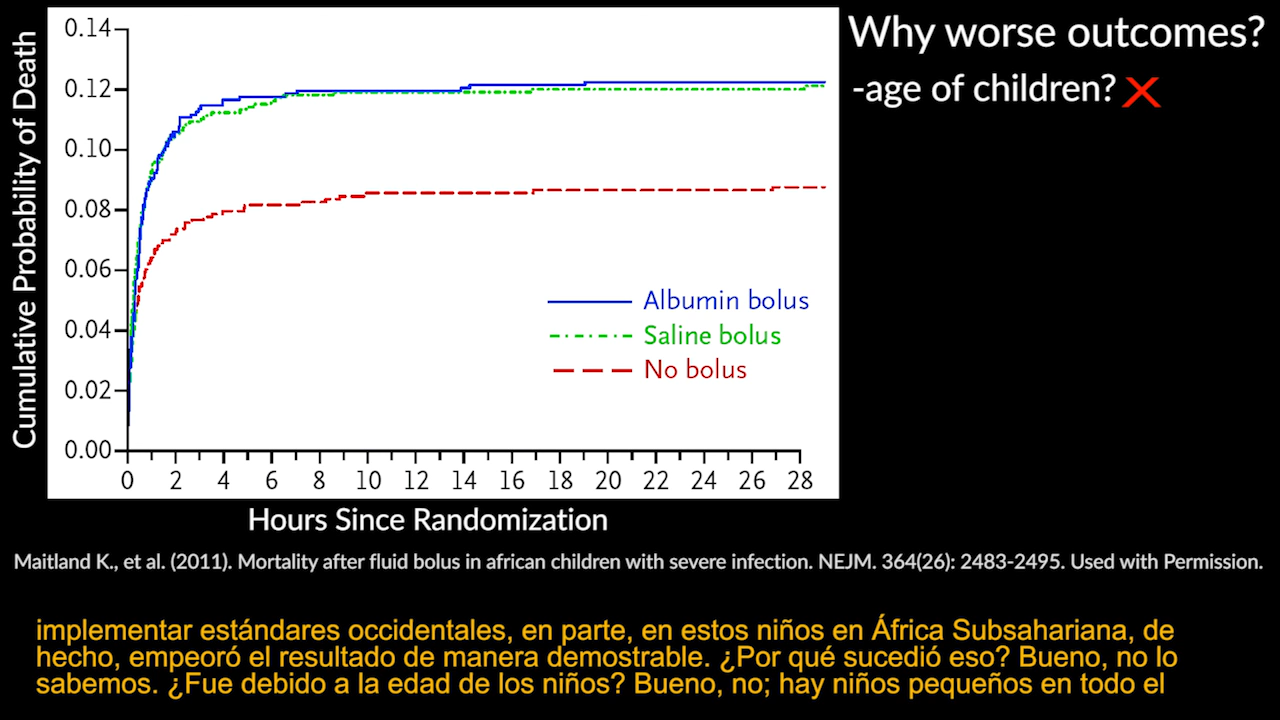 Why worse outcomes?
-age of children?
Cumulative Probability of Death
0.14
0.12
0.10
0.08
0.06
0.04
0.02
0.00
Albumin bolus
Saline bolus
No bolus
0 2 4 6 8 10 12 14 16 18 20 22 24 26 28
Hours Since Randomization
Maitland K., et al. (2011). Mortality after fluid bolus in african children with severe infection. NEJM. 364(26): 2483-2495. Used with Permission.
implementar estándares occidentales, en parte, en estos niños en África Subsahariana, de
hecho, empeoró el resultado de manera demostrable. ¿Por qué sucedió eso? Bueno, no lo
sabemos. ¿Fue debido a la edad de los niños? Bueno, no; hay niños pequeños en todo el